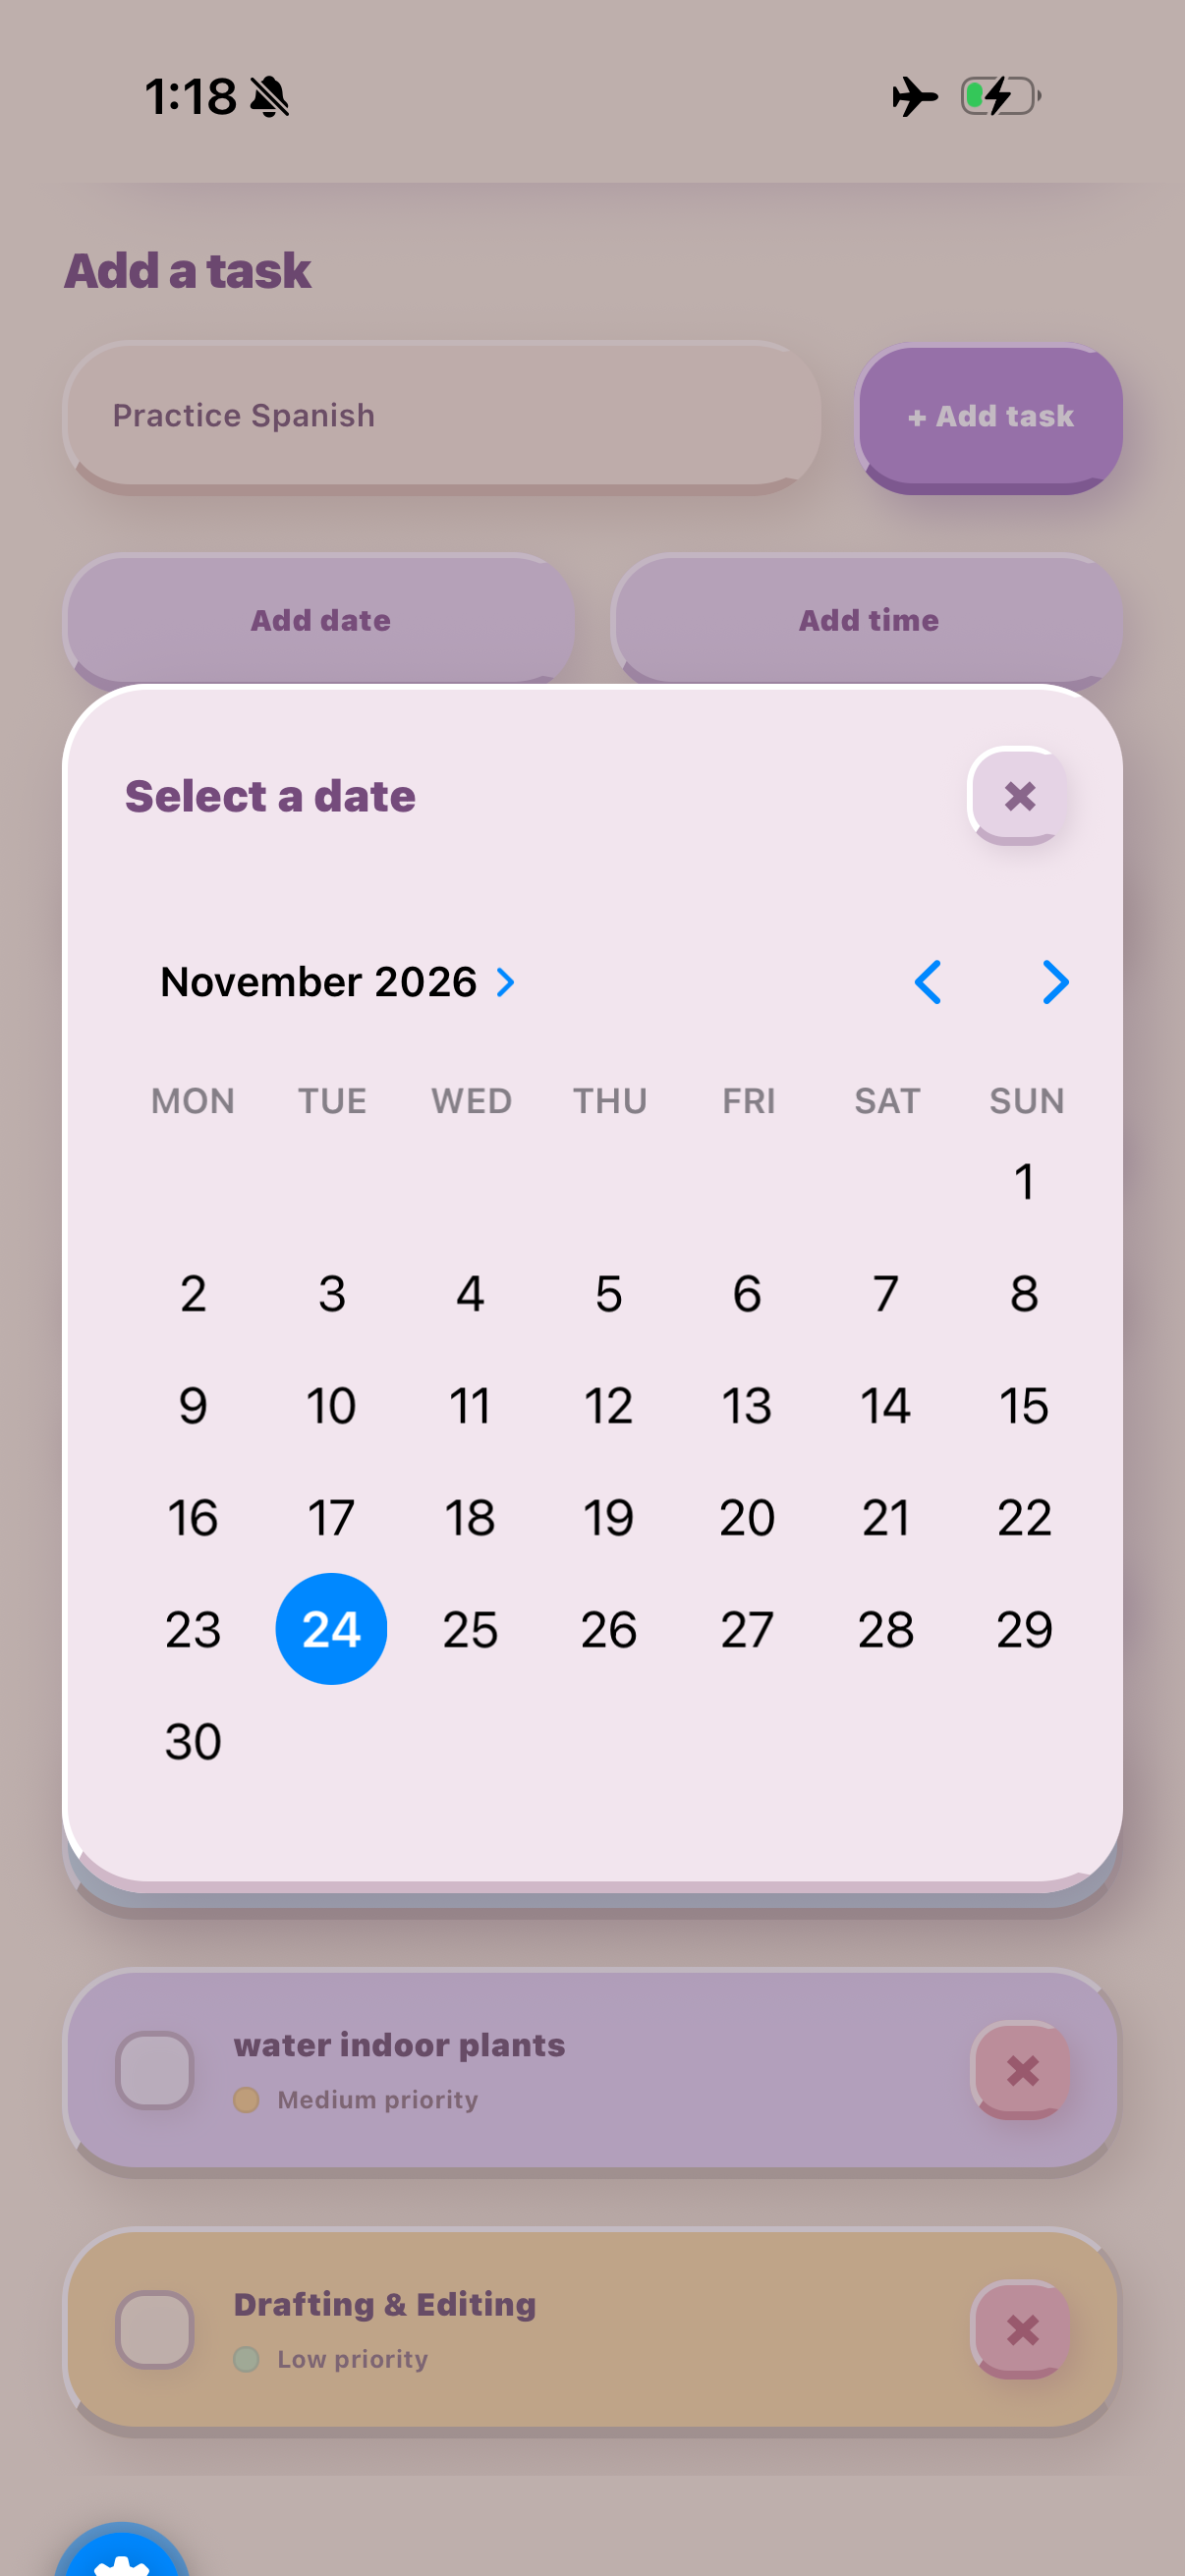 1:18
Add a task
Practice Spanish
+ Add task
Add date
Add time
Select a date
November 2026
MON TUE WED THU FRI SAT SUN
1
2 3 4 5 6 7 8
9 10 11 12 13 14 15
16 17 18 19 20 21 22
23 24 25 26 27 28 29
30
water indoor plants
Medium priority
Drafting & Editing
Low priority